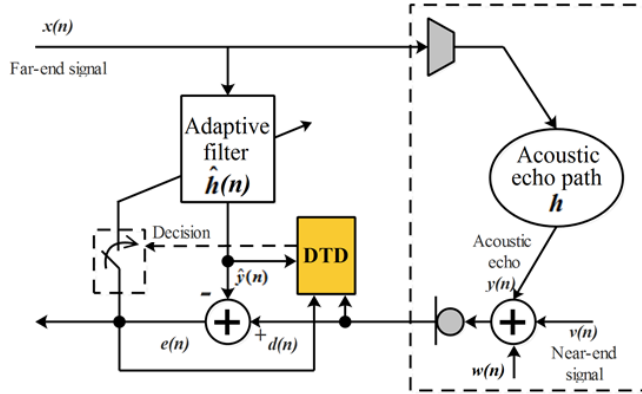 x(n)
Far-end signal
Adaptive
filter
ĥ(n)
Acoustic
echo path
h
Decision
DTD
Acoustic
echo
y(n)
ŷ(n)
-
+
+
e(n)
+
d(n)
v(n)
w(n)
Near-end
signal